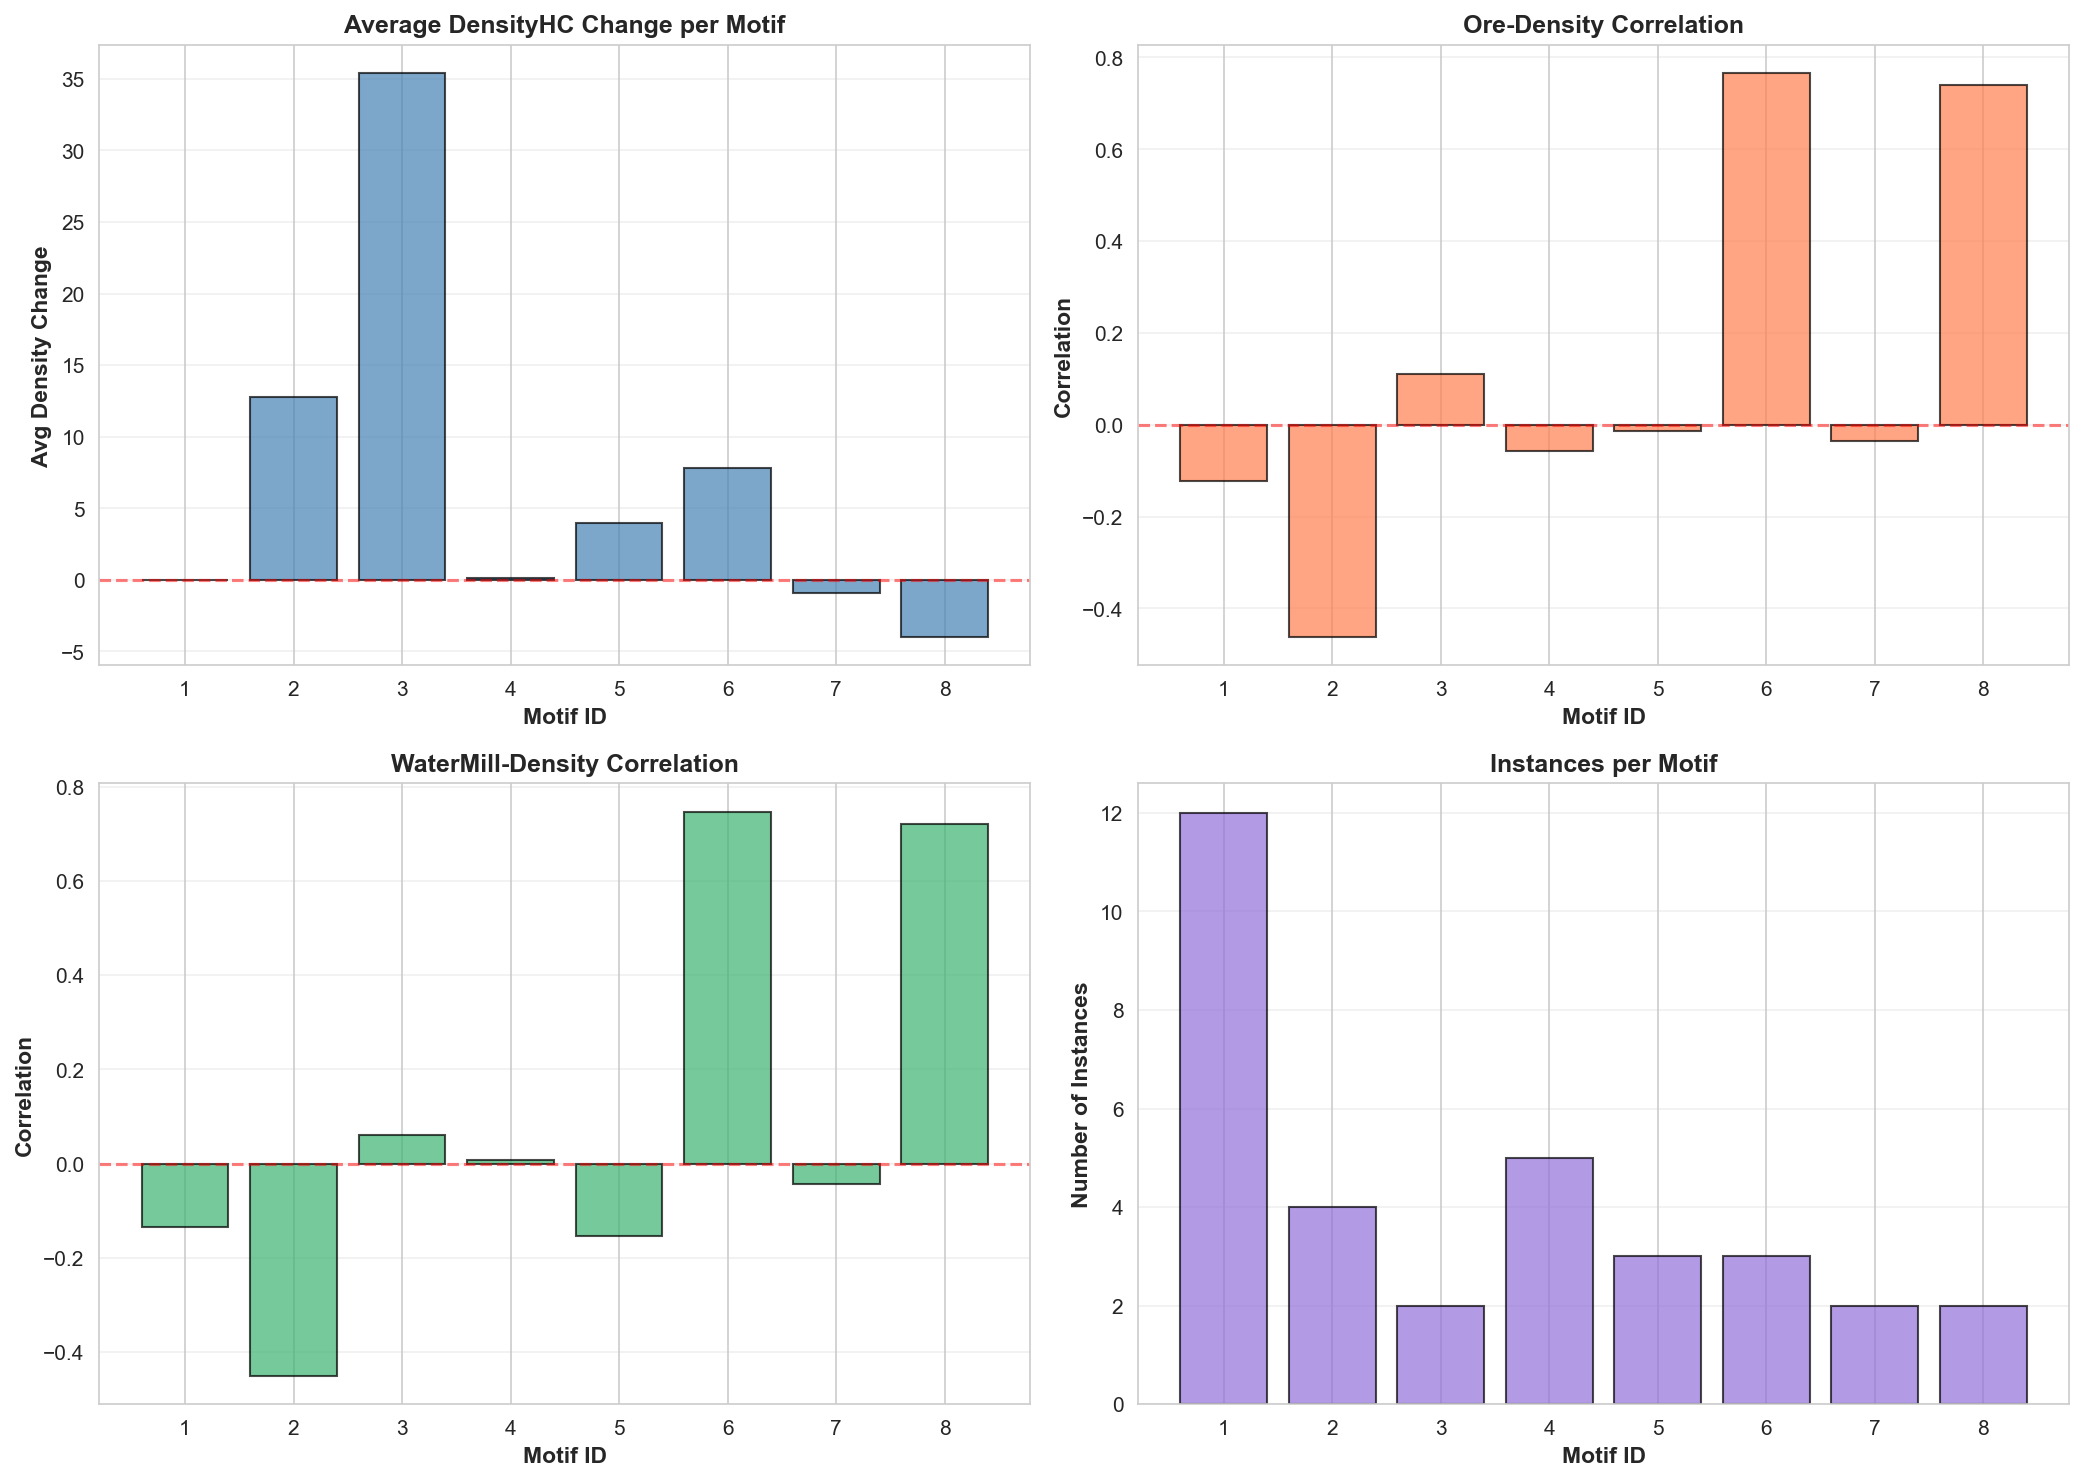 Average DensityHC Change per Motif
Avg Density Change
35
30
25
20
15
10
5
0
−5
1 2 3 4 5 6 7 8
Motif ID
Ore-Density Correlation
Correlation
0.8
0.6
0.4
0.2
0.0
−0.2
−0.4
1 2 3 4 5 6 7 8
Motif ID
WaterMill-Density Correlation
Correlation
0.8
0.6
0.4
0.2
0.0
−0.2
−0.4
1 2 3 4 5 6 7 8
Motif ID
Instances per Motif
Number of Instances
12
10
8
6
4
2
0
1 2 3 4 5 6 7 8
Motif ID